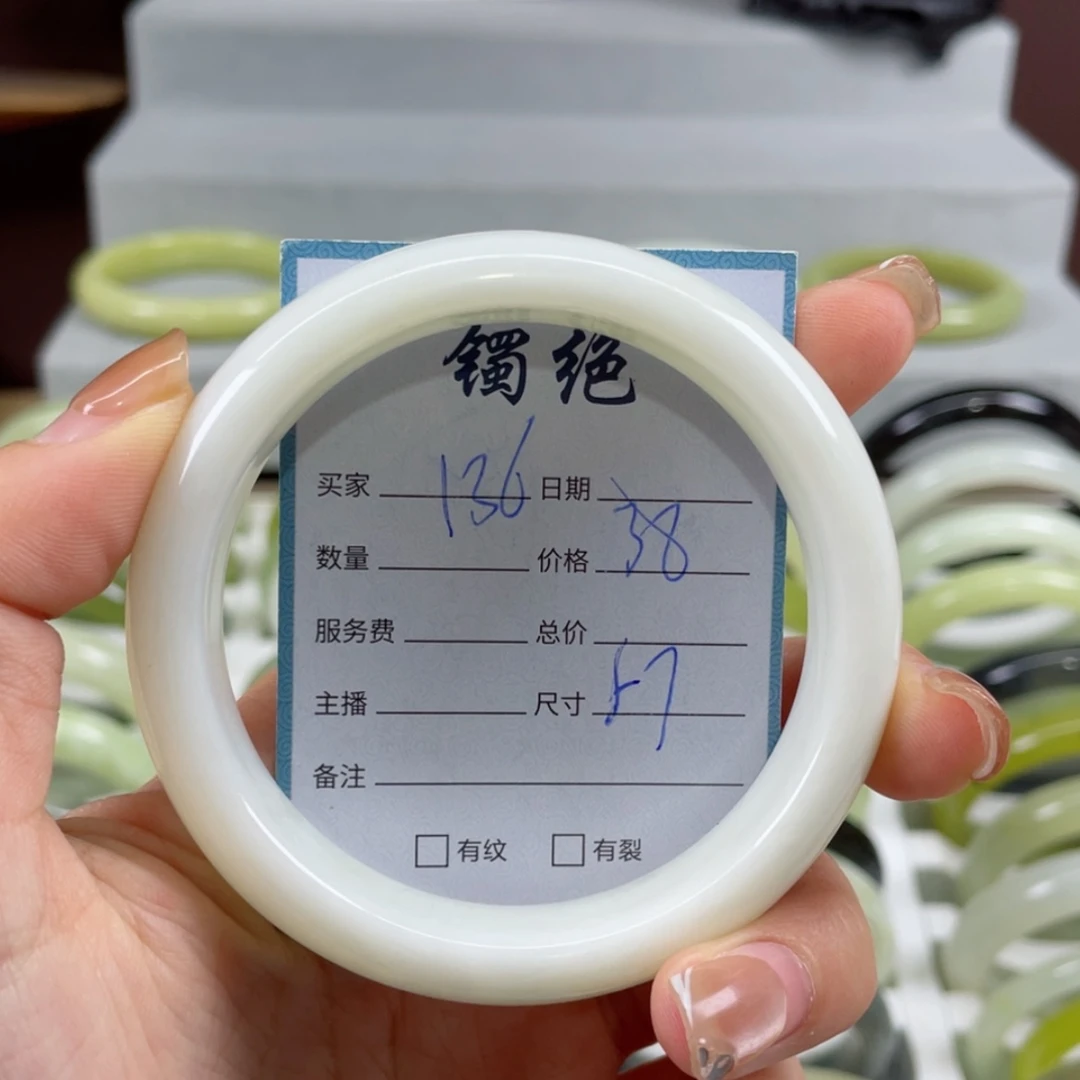 镯绝
买家 136 日期
数量 价格 38
服务费 总价
主播 尺寸 57
备注
有纹 有裂